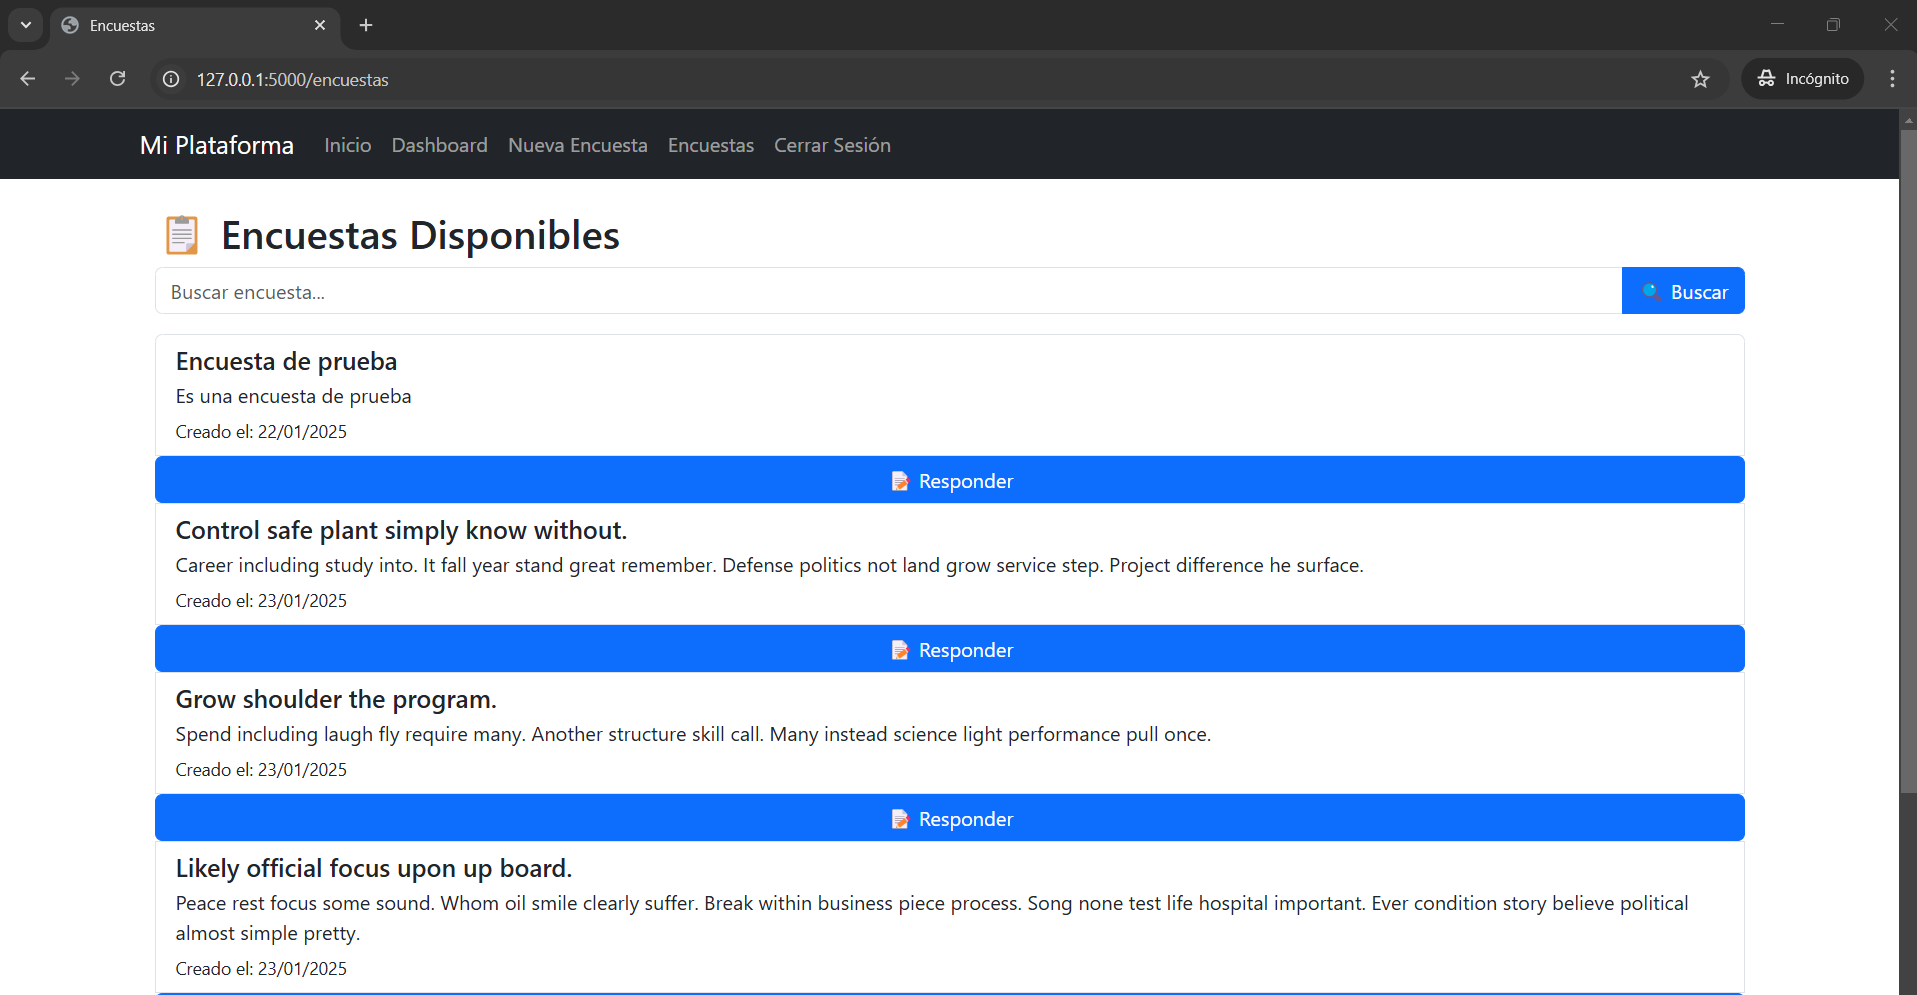 Encuestas
127.0.0.1:5000/encuestas
Incógnito
Mi Plataforma Inicio Dashboard Nueva Encuesta Encuestas Cerrar Sesión
Encuestas Disponibles
Buscar encuesta...
Buscar
Encuesta de prueba
Es una encuesta de prueba
Creado el: 22/01/2025
Responder
Control safe plant simply know without.
Career including study into. It fall year stand great remember. Defense politics not land grow service step. Project difference he surface.
Creado el: 23/01/2025
Responder
Grow shoulder the program.
Spend including laugh fly require many. Another structure skill call. Many instead science light performance pull once.
Creado el: 23/01/2025
Responder
Likely official focus upon up board.
Peace rest focus some sound. Whom oil smile clearly suffer. Break within business piece process. Song none test life hospital important. Ever condition story believe political
almost simple pretty.
Creado el: 23/01/2025